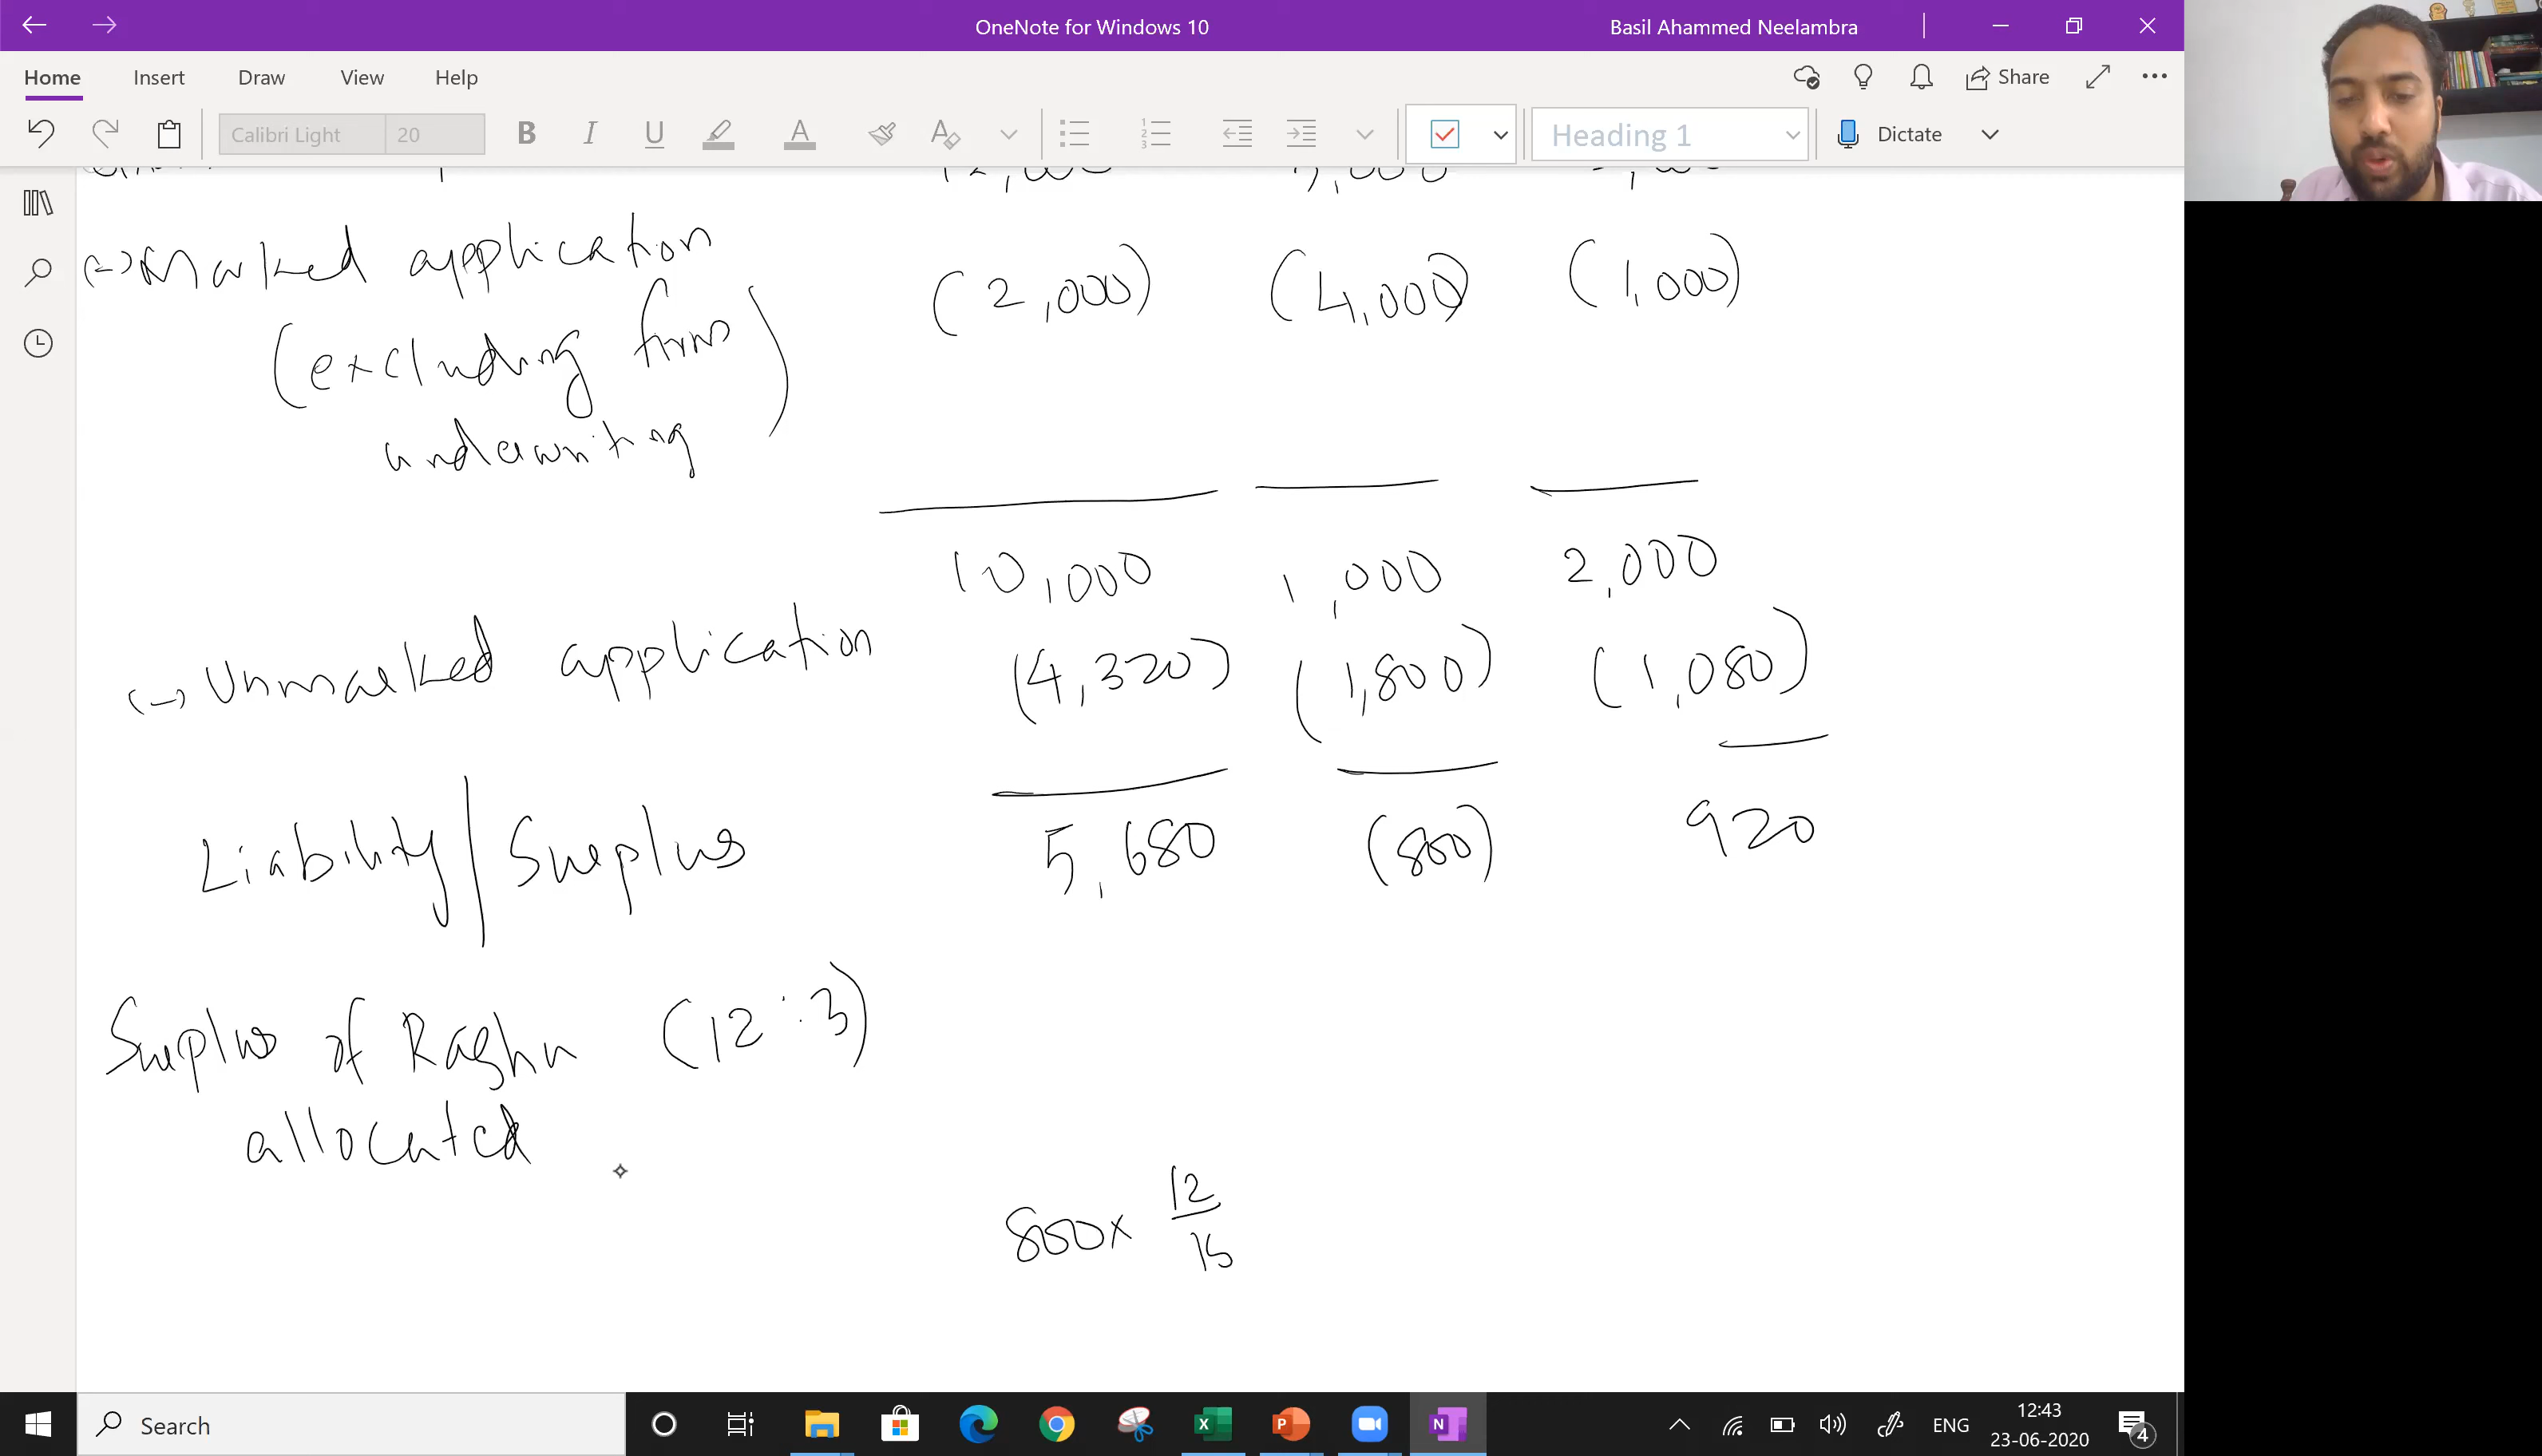 OneNote for Windows 10
Basil Ahammed Neelambra
Home Insert Draw View Help
Share
Calibri Light 20
B I U
Heading 1
Dictate
(-) Marked application (2,000) (4,000) (1,000)
(excluding firm
underwriting)
10,000 1,000 2,000
(-) Unmarked application (4,320) (1,800) (1,080)
Liability/Surplus 5,680 (800) 920
Surplus of Raghu (12:3)
allocated
800 x 12/15
Search
ENG
12:43
23-06-2020
4